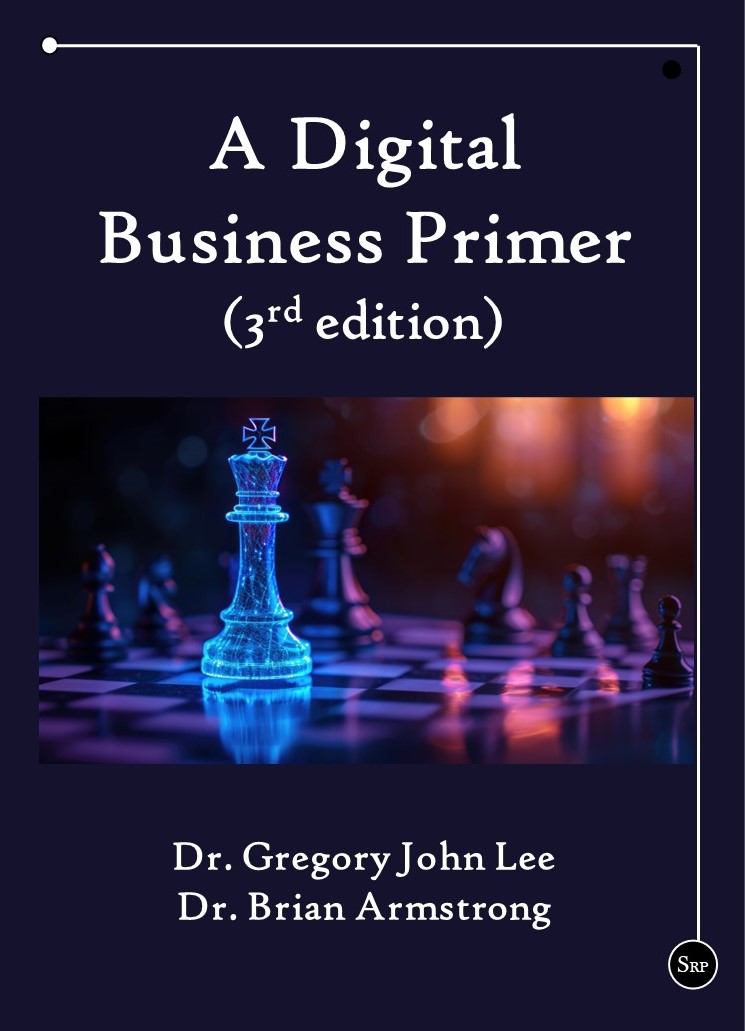 A Digital
Business Primer
(3rd edition)
Dr. Gregory John Lee
Dr. Brian Armstrong
SRP